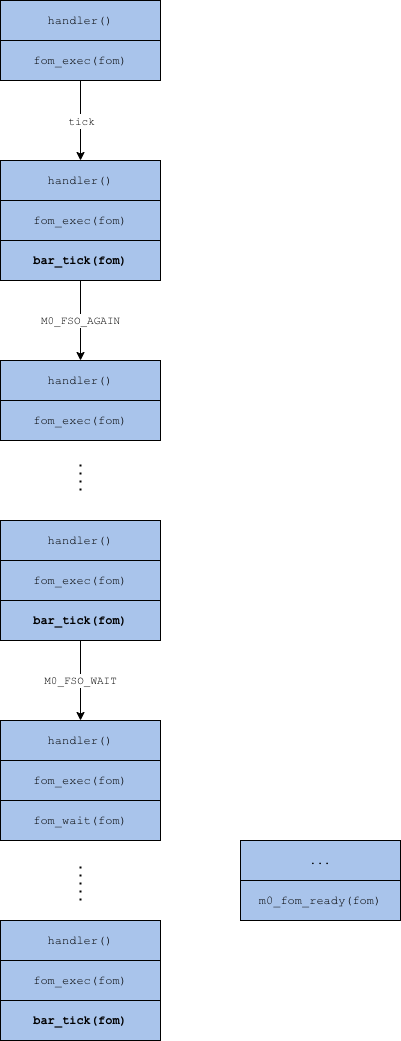 handler()
fom_exec(fom)
tick
handler()
fom_exec(fom)
bar_tick(fom)
M0_FSO_AGAIN
handler()
fom_exec(fom)
handler()
fom_exec(fom)
bar_tick(fom)
M0_FSO_WAIT
handler()
fom_exec(fom)
fom_wait(fom)
...
m0_fom_ready(fom)
handler()
fom_exec(fom)
bar_tick(fom)